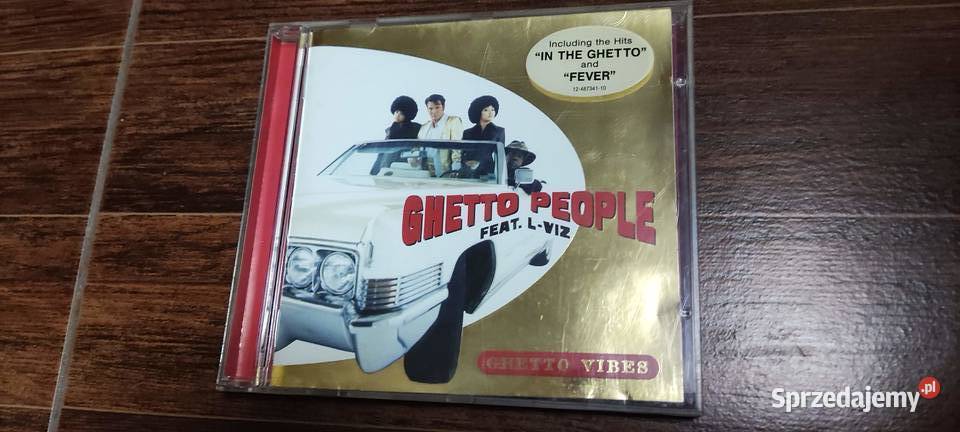 Including the Hits
"IN THE GHETTO"
and
"FEVER"
12-487341-10
GHETTO PEOPLE
FEAT. L-VIZ
GHETTO VIBES
Sprzedajemy.pl